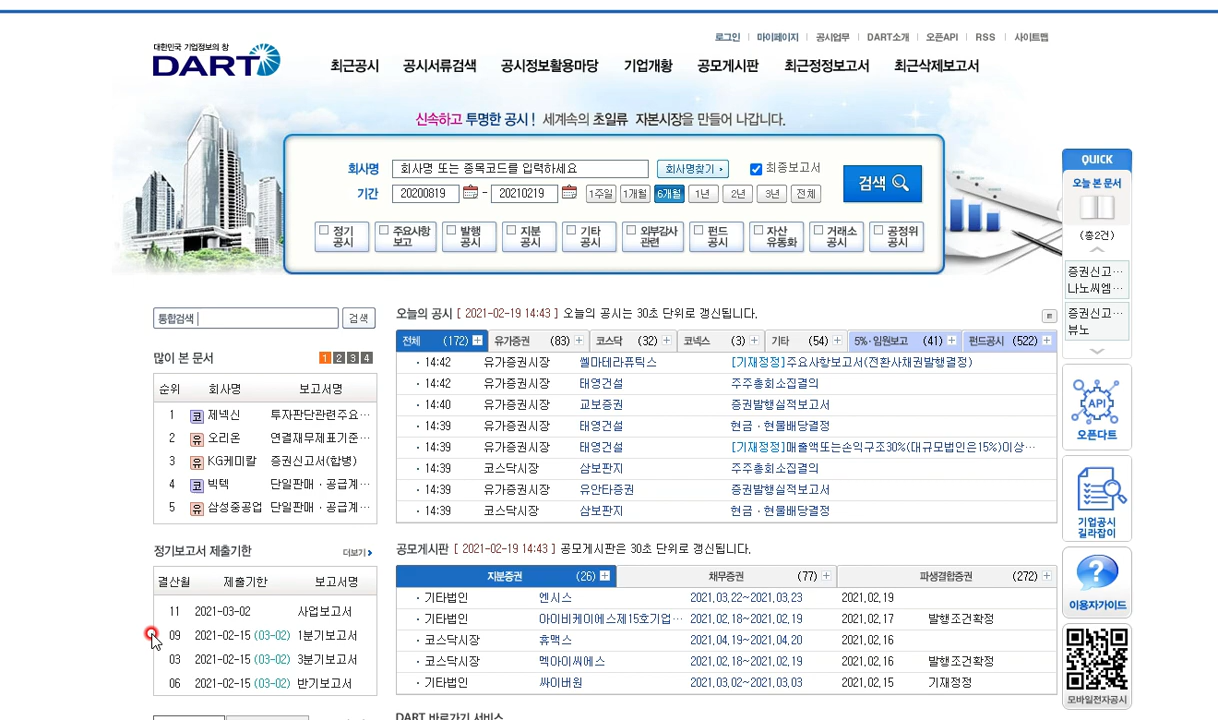 로그인 | 마이페이지 | 공시업무 | DART소개 | 오픈API | RSS | 사이트맵
대한민국 기업정보의 창
DART
최근공시 공시서류검색 공시정보활용마당 기업개황 공모게시판 최근정정보고서 최근삭제보고서
신속하고 투명한 공시! 세계속의 초일류 자본시장을 만들어 나갑니다.
회사명 회사명 또는 종목코드를 입력하세요 회사명찾기 최종보고서
검색
기간 20200819 - 20210219 1주일 1개월 6개월 1년 2년 3년 전체
정기공시 주요사항보고 발행공시 지분공시 기타공시 외부감사관련 펀드공시 자산유동화 거래소공시 공정위공시
QUICK
오늘 본 문서
(총2건)
증권신고…
나노씨엠…
증권신고…
뷰노
API
오픈다트
기업공시
길라잡이
이용자가이드
모바일전자공시
통합검색 검색
많이 본 문서 1 2 3 4
순위 회사명 보고서명
1 코 제넥신 투자판단관련주요…
2 유 오리온 연결재무제표기준…
3 유 KG케미칼 증권신고서(합병)
4 코 빅텍 단일판매ㆍ공급계…
5 유 삼성중공업 단일판매ㆍ공급계…
정기보고서 제출기한 더보기
결산월 제출기한 보고서명
11 2021-03-02 사업보고서
09 2021-02-15 (03-02) 1분기보고서
03 2021-02-15 (03-02) 3분기보고서
06 2021-02-15 (03-02) 반기보고서
오늘의 공시 [ 2021-02-19 14:43 ] 오늘의 공시는 30초 단위로 갱신됩니다.
전체 (172) 유가증권 (83) 코스닥 (32) 코넥스 (3) 기타 (54) 5%·임원보고 (41) 펀드공시 (522)
· 14:42 유가증권시장 쎌마테라퓨틱스 [기재정정]주요사항보고서(전환사채권발행결정)
· 14:42 유가증권시장 태영건설 주주총회소집결의
· 14:40 유가증권시장 교보증권 증권발행실적보고서
· 14:39 유가증권시장 태영건설 현금ㆍ현물배당결정
· 14:39 유가증권시장 태영건설 [기재정정]매출액또는손익구조30%(대규모법인은15%)이상…
· 14:39 코스닥시장 삼보판지 주주총회소집결의
· 14:39 유가증권시장 유안타증권 증권발행실적보고서
· 14:39 코스닥시장 삼보판지 현금ㆍ현물배당결정
공모게시판 [ 2021-02-19 14:43 ] 공모게시판은 30초 단위로 갱신됩니다.
지분증권 (26) 채무증권 (77) 파생결합증권 (272)
· 기타법인 엔시스 2021.03.22~2021.03.23 2021.02.19
· 기타법인 아이비케이에스제15호기업… 2021.02.18~2021.02.19 2021.02.17 발행조건확정
· 코스닥시장 휴맥스 2021.04.19~2021.04.20 2021.02.16
· 코스닥시장 멕아이씨에스 2021.02.18~2021.02.19 2021.02.16 발행조건확정
· 기타법인 싸이버원 2021.03.02~2021.03.03 2021.02.15 기재정정
DART 바로가기 서비스